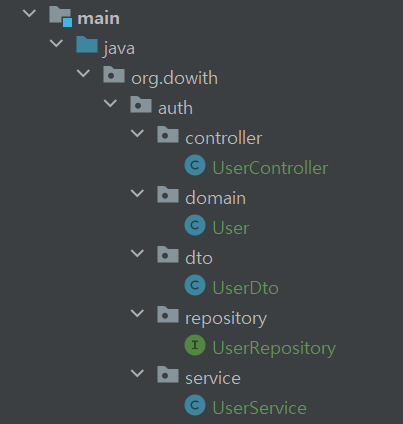 main
java
org.dowith
auth
controller
C UserController
domain
C User
dto
C UserDto
repository
I UserRepository
service
C UserService